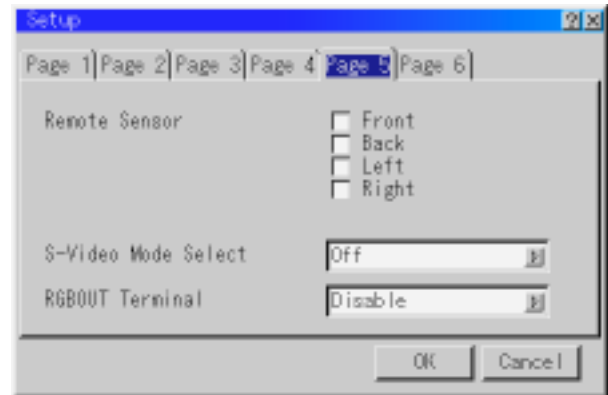 Setup
Page 1 Page 2 Page 3 Page 4 Page 5 Page 6
Remote Sensor Front
Back
Left
Right
S-Video Mode Select Off
RGBOUT Terminal Disable
OK Cancel